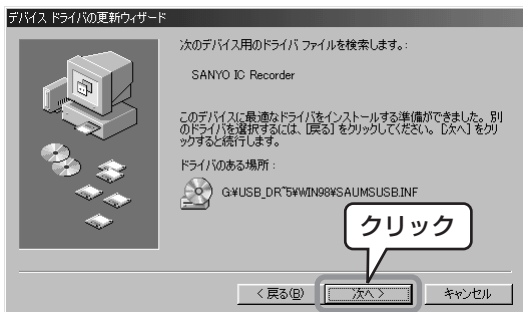 デバイス ドライバの更新ウィザード
次のデバイス用のドライバ ファイルを検索します。:
SANYO IC Recorder
このデバイスに最適なドライバをインストールする準備ができました。別
のドライバを選択するには、[戻る] をクリックしてください。[次へ] をクリ
ックすると続行します。
ドライバのある場所 :
G:¥USB_DR~5¥WIN98¥SAUMSUSB.INF
クリック
< 戻る(B)
次へ >
キャンセル